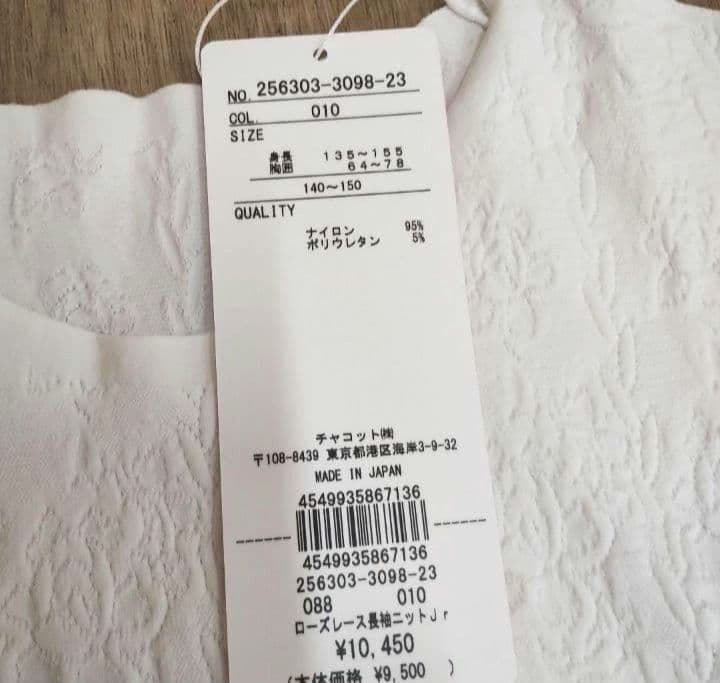 NO. 256303-3098-23
COL. 010
SIZE
身長 135~155
胸囲 64~78
140~150
QUALITY
ナイロン 95%
ポリウレタン 5%
チャコット㈱
〒108-8439 東京都港区海岸3-9-32
MADE IN JAPAN
4549935867136
4549935867136
256303-3098-23
088 010
ローズレース長袖ニットJr
¥10,450
(本体価格 ¥9,500 )